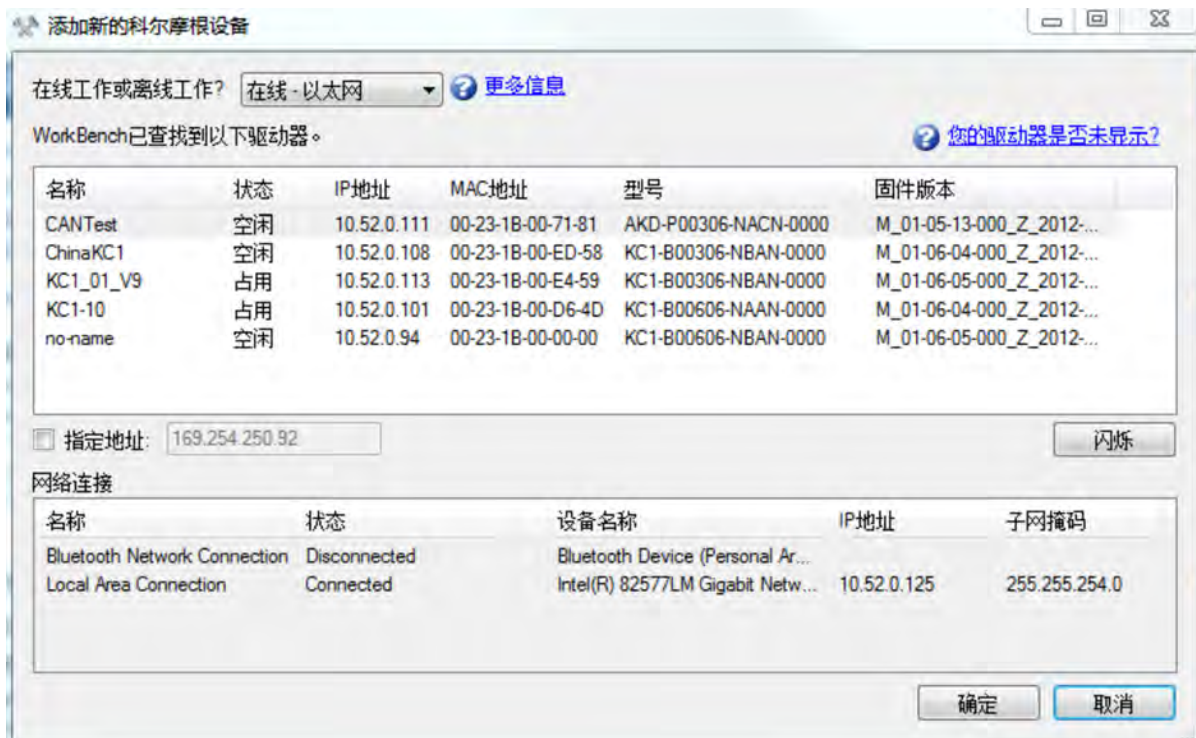 添加新的科尔摩根设备
在线工作或离线工作? 在线 - 以太网 更多信息
WorkBench已查找到以下驱动器。 您的驱动器是否未显示?
名称 状态 IP地址 MAC地址 型号 固件版本
CANTest 空闲 10.52.0.111 00-23-1B-00-71-81 AKD-P00306-NACN-0000 M_01-05-13-000_Z_2012-...
ChinaKC1 空闲 10.52.0.108 00-23-1B-00-ED-58 KC1-B00306-NBAN-0000 M_01-06-04-000_Z_2012-...
KC1_01_V9 占用 10.52.0.113 00-23-1B-00-E4-59 KC1-B00306-NBAN-0000 M_01-06-05-000_Z_2012-...
KC1-10 占用 10.52.0.101 00-23-1B-00-D6-4D KC1-B00606-NAAN-0000 M_01-06-04-000_Z_2012-...
no-name 空闲 10.52.0.94 00-23-1B-00-00-00 KC1-B00606-NBAN-0000 M_01-06-05-000_Z_2012-...
指定地址: 169.254.250.92 闪烁
网络连接
名称 状态 设备名称 IP地址 子网掩码
Bluetooth Network Connection Disconnected Bluetooth Device (Personal Ar...
Local Area Connection Connected Intel(R) 82577LM Gigabit Netw... 10.52.0.125 255.255.254.0
确定 取消